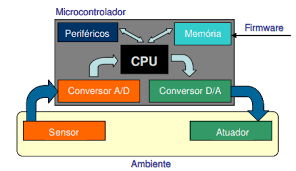 Microcontrolador
Periféricos
Memória
Firmware
CPU
Conversor A/D
Conversor D/A
Sensor
Atuador
Ambiente